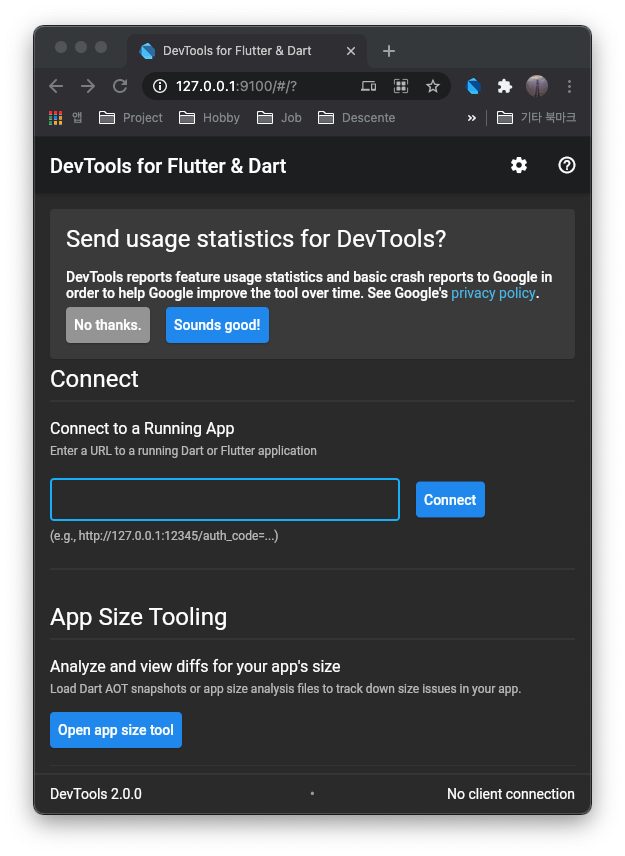 DevTools for Flutter & Dart
127.0.0.1:9100/#/?
앱 Project Hobby Job Descente » 기타 북마크
DevTools for Flutter & Dart
Send usage statistics for DevTools?
DevTools reports feature usage statistics and basic crash reports to Google in
order to help Google improve the tool over time. See Google's privacy policy.
No thanks. Sounds good!
Connect
Connect to a Running App
Enter a URL to a running Dart or Flutter application
Connect
(e.g., http://127.0.0.1:12345/auth_code=...)
App Size Tooling
Analyze and view diffs for your app's size
Load Dart AOT snapshots or app size analysis files to track down size issues in your app.
Open app size tool
DevTools 2.0.0 • No client connection